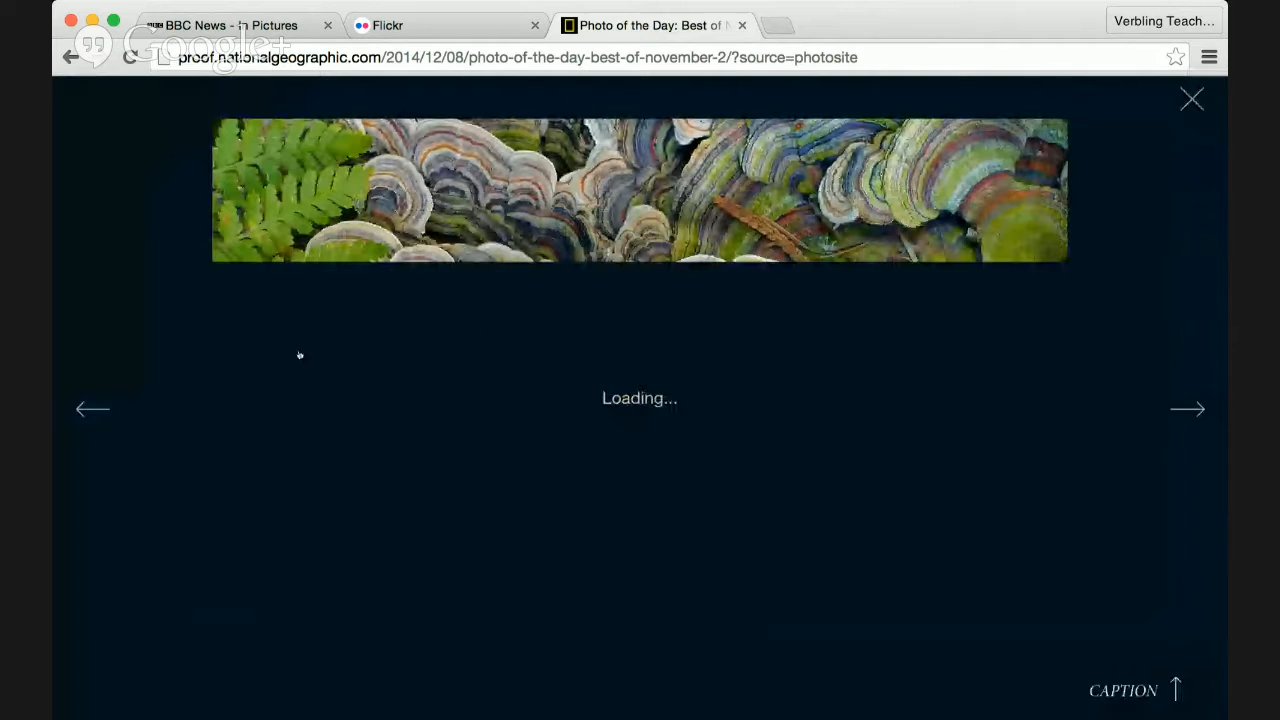 BBC News - In Pictures
Flickr
Photo of the Day: Best of N
Verbling Teach...
Google+
proof.nationalgeographic.com/2014/12/08/photo-of-the-day-best-of-november-2/?source=photosite
Loading...
CAPTION